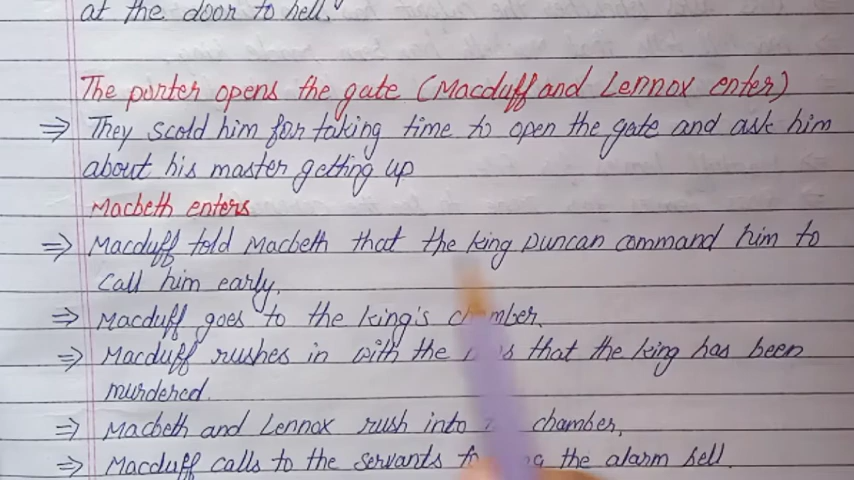 at the door to hell."
The porter opens the gate (Macduff and Lennox enter)
⇒ They scold him for taking time to open the gate and ask him
about his master getting up
Macbeth enters
⇒ Macduff told Macbeth that the king Duncan command him to
call him early.
⇒ Macduff goes to the king's chamber.
⇒ Macduff rushes in with the that the king has been
murdered.
⇒ Macbeth and Lennox rush into chamber.
⇒ Macduff calls to the servants the alarm bell.